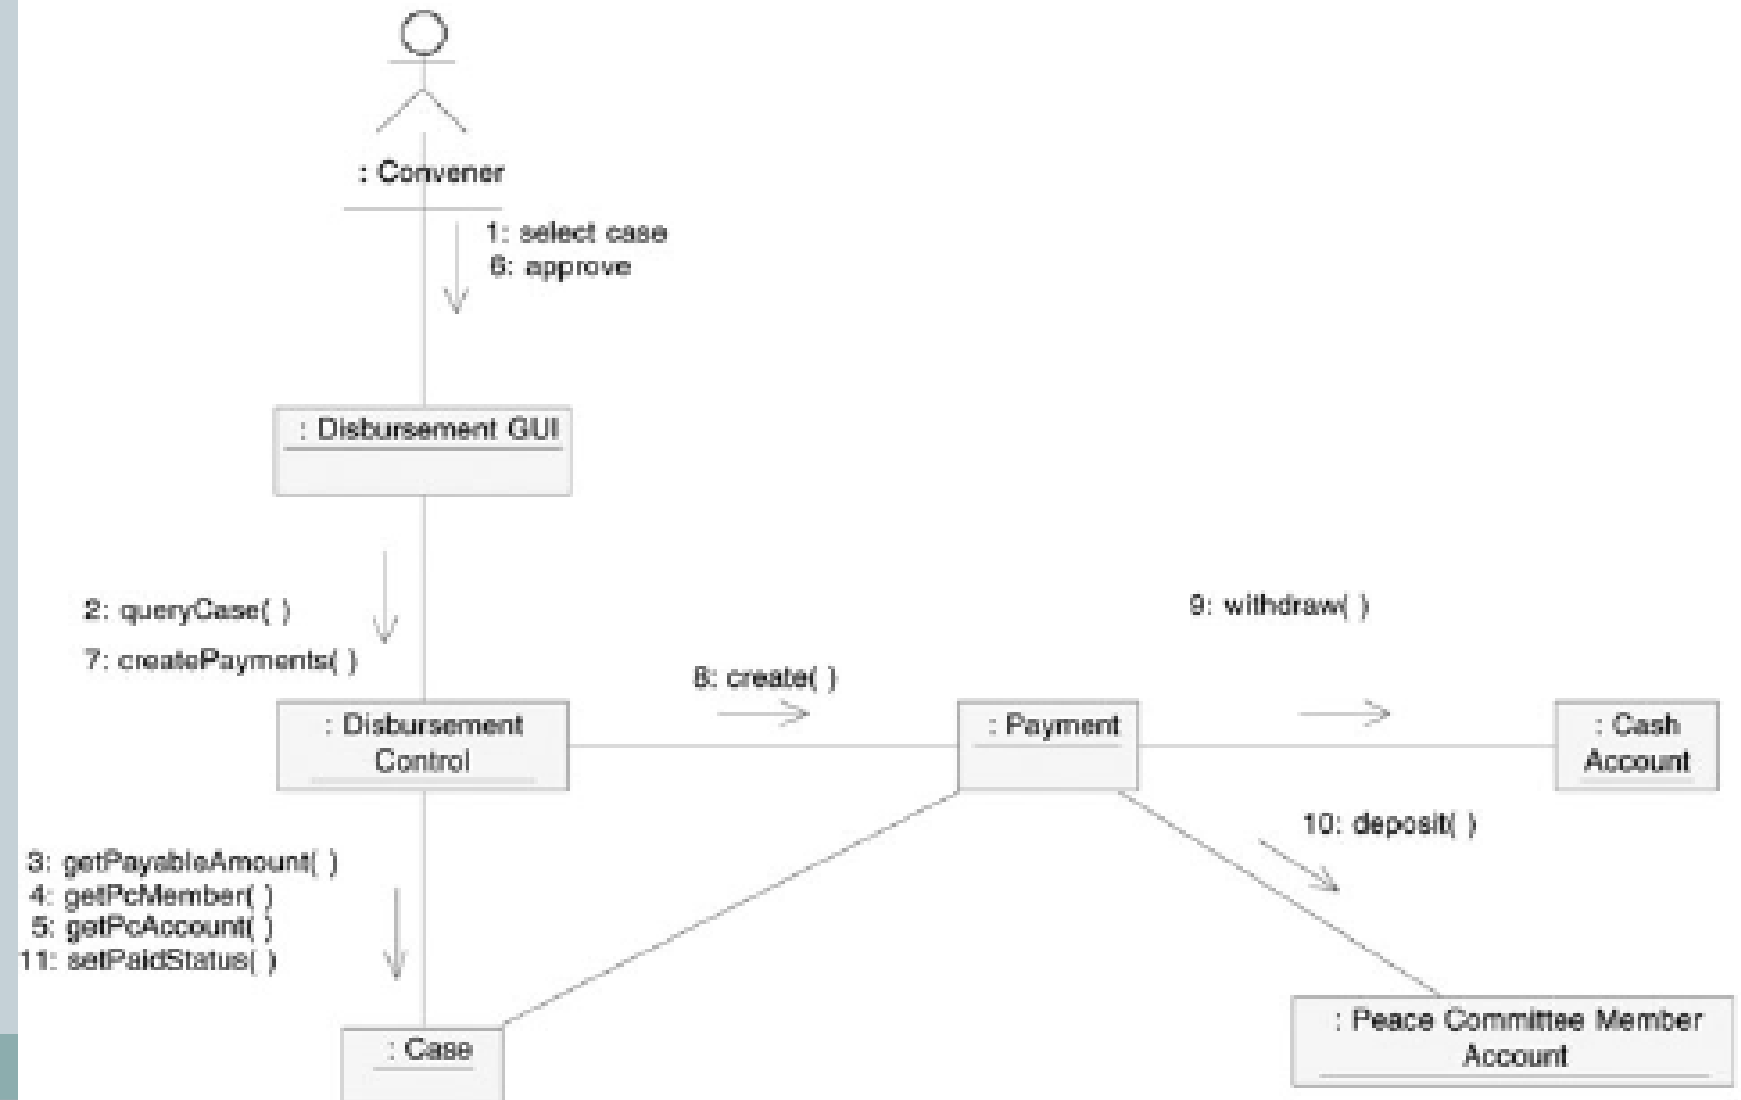 : Convener
1: select case
6: approve
: Disbursement GUI
2: queryCase( )
7: createPayments( )
9: withdraw( )
8: create( )
: Disbursement
Control
: Payment
: Cash
Account
10: deposit( )
3: getPayableAmount( )
4: getPcMember( )
5: getPcAccount( )
11: setPaidStatus( )
: Case
: Peace Committee Member
Account